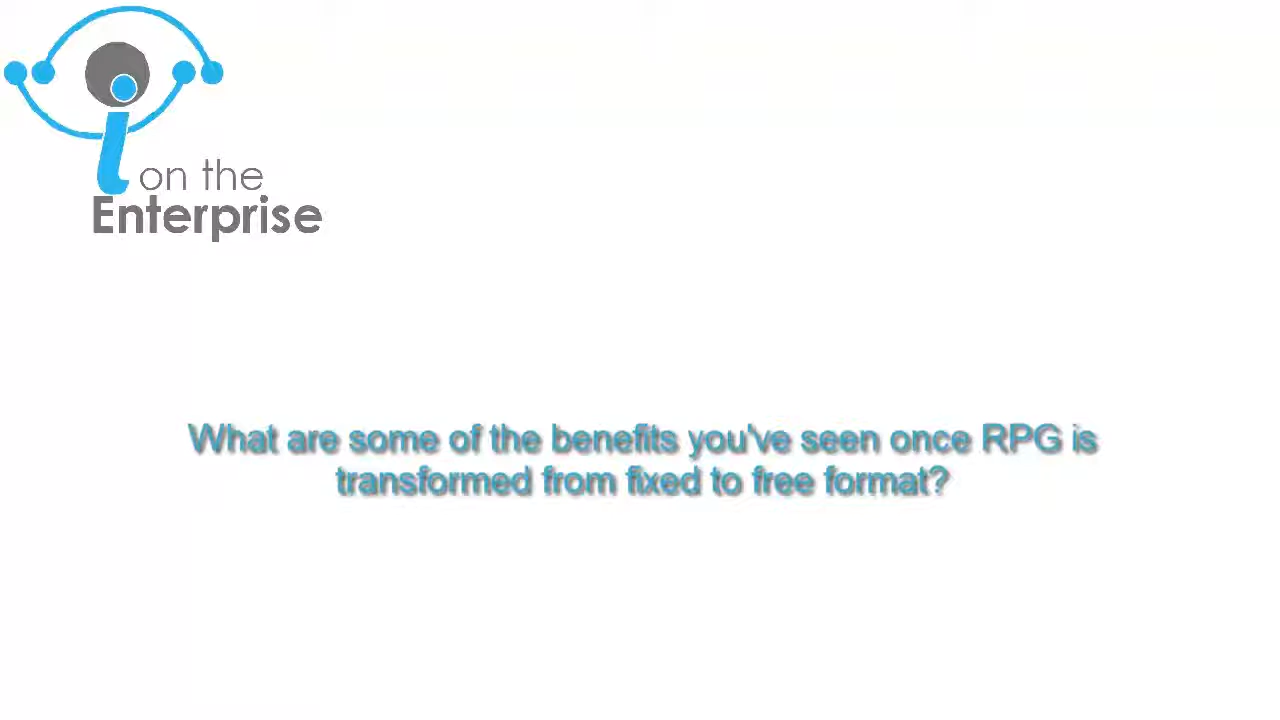 i on the
Enterprise
What are some of the benefits you've seen once RPG is
transformed from fixed to free format?